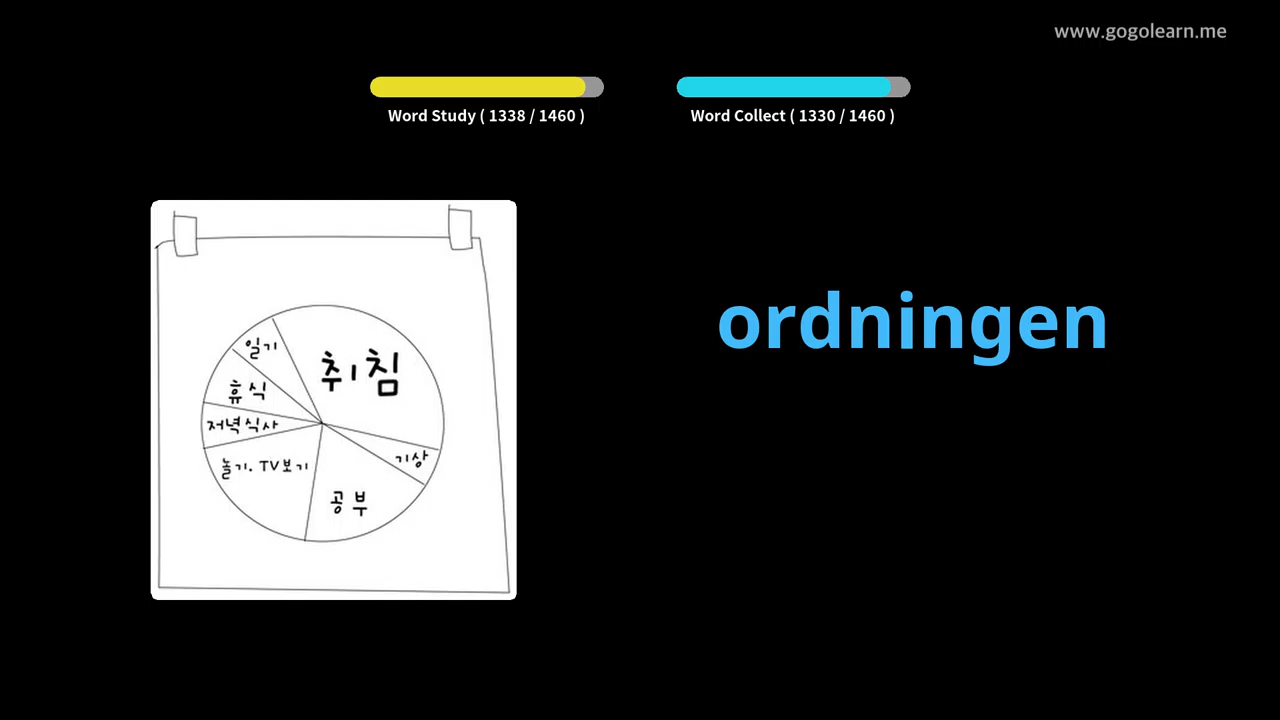 www.gogolearn.me
Word Study ( 1338 / 1460 )
Word Collect ( 1330 / 1460 )
ordningen
일기
취침
휴식
저녁식사
놀기. TV보기
기상
공부